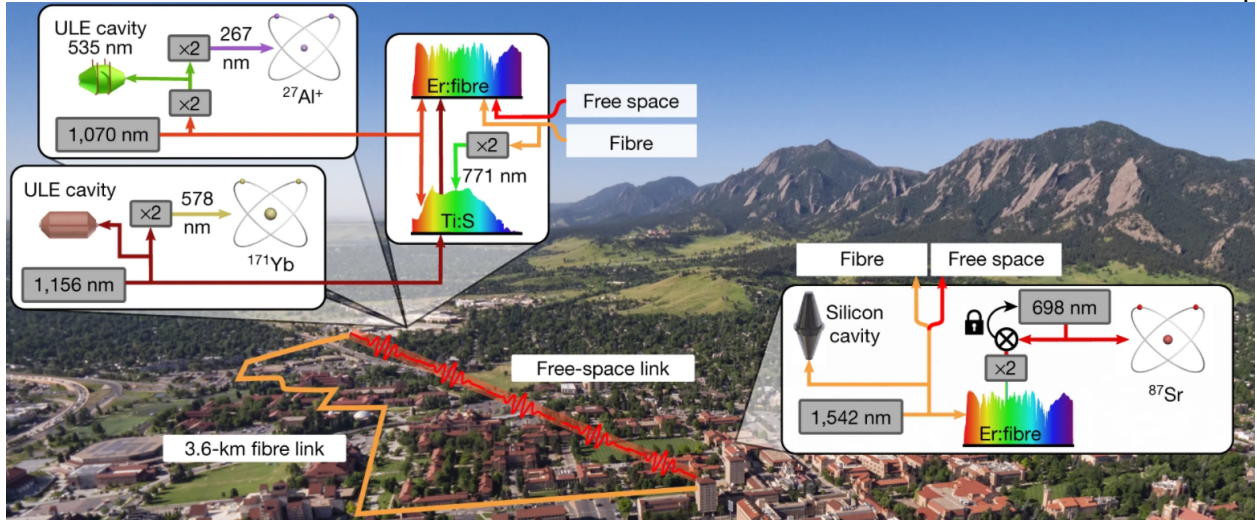 ULE cavity
535 nm
×2
267
nm
²⁷Al⁺
×2
1,070 nm
ULE cavity
×2
578
nm
¹⁷¹Yb
1,156 nm
Er:fibre
Free space
Fibre
×2
771 nm
Ti:S
Fibre
Free space
Silicon
cavity
698 nm
×2
⁸⁷Sr
1,542 nm
Er:fibre
Free-space link
3.6-km fibre link